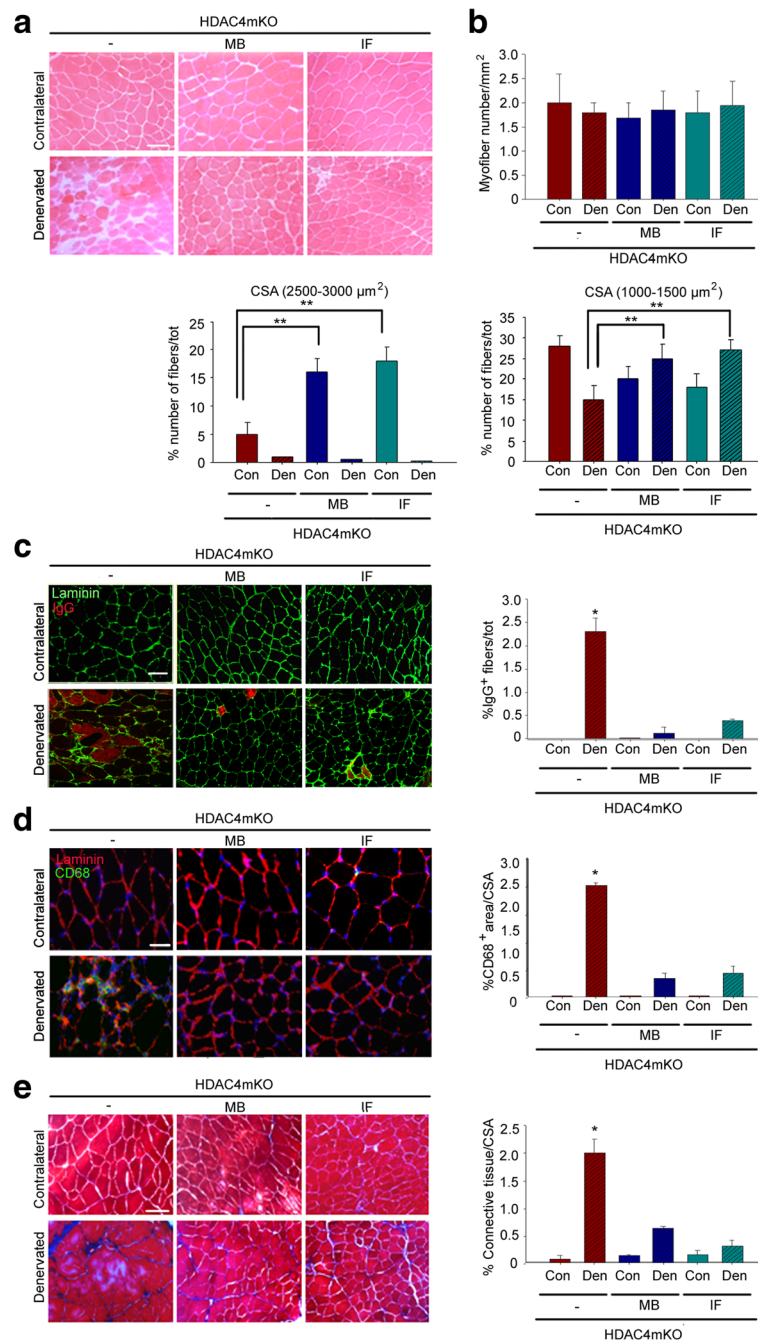 a
HDAC4mKO
- MB IF
Contralateral
Denervated
b
Myofiber number/mm2
2.5
2.0
1.5
1.0
0.5
0
Con Den Con Den Con Den
- MB IF
HDAC4mKO
CSA (2500-3000 µm2)
% number of fibers/tot
25
20
15
10
5
0
**
**
Con Den Con Den Con Den
- MB IF
HDAC4mKO
CSA (1000-1500 µm2)
% number of fibers/tot
35
30
25
20
15
10
15
0
**
**
Con Den Con Den Con Den
- MB IF
HDAC4mKO
c
HDAC4mKO
- MB IF
Laminin
IgG
Contralateral
Denervated
%IgG+ fibers/tot
3.0
2.5
2.0
1.5
1.0
0.5
0
*
Con Den Con Den Con Den
- MB IF
HDAC4mKO
d
HDAC4mKO
- MB IF
Laminin
CD68
Contralateral
Denervated
%CD68+ area/CSA
3.0
2.5
2.0
1.5
1.0
0.5
0
*
Con Den Con Den Con Den
- MB IF
HDAC4mKO
e
HDAC4mKO
- MB IF
Contralateral
Denervated
% Connective tissue/CSA
2.5
2.0
1.5
1.0
0.5
0
*
Con Den Con Den Con Den
- MB IF
HDAC4mKO